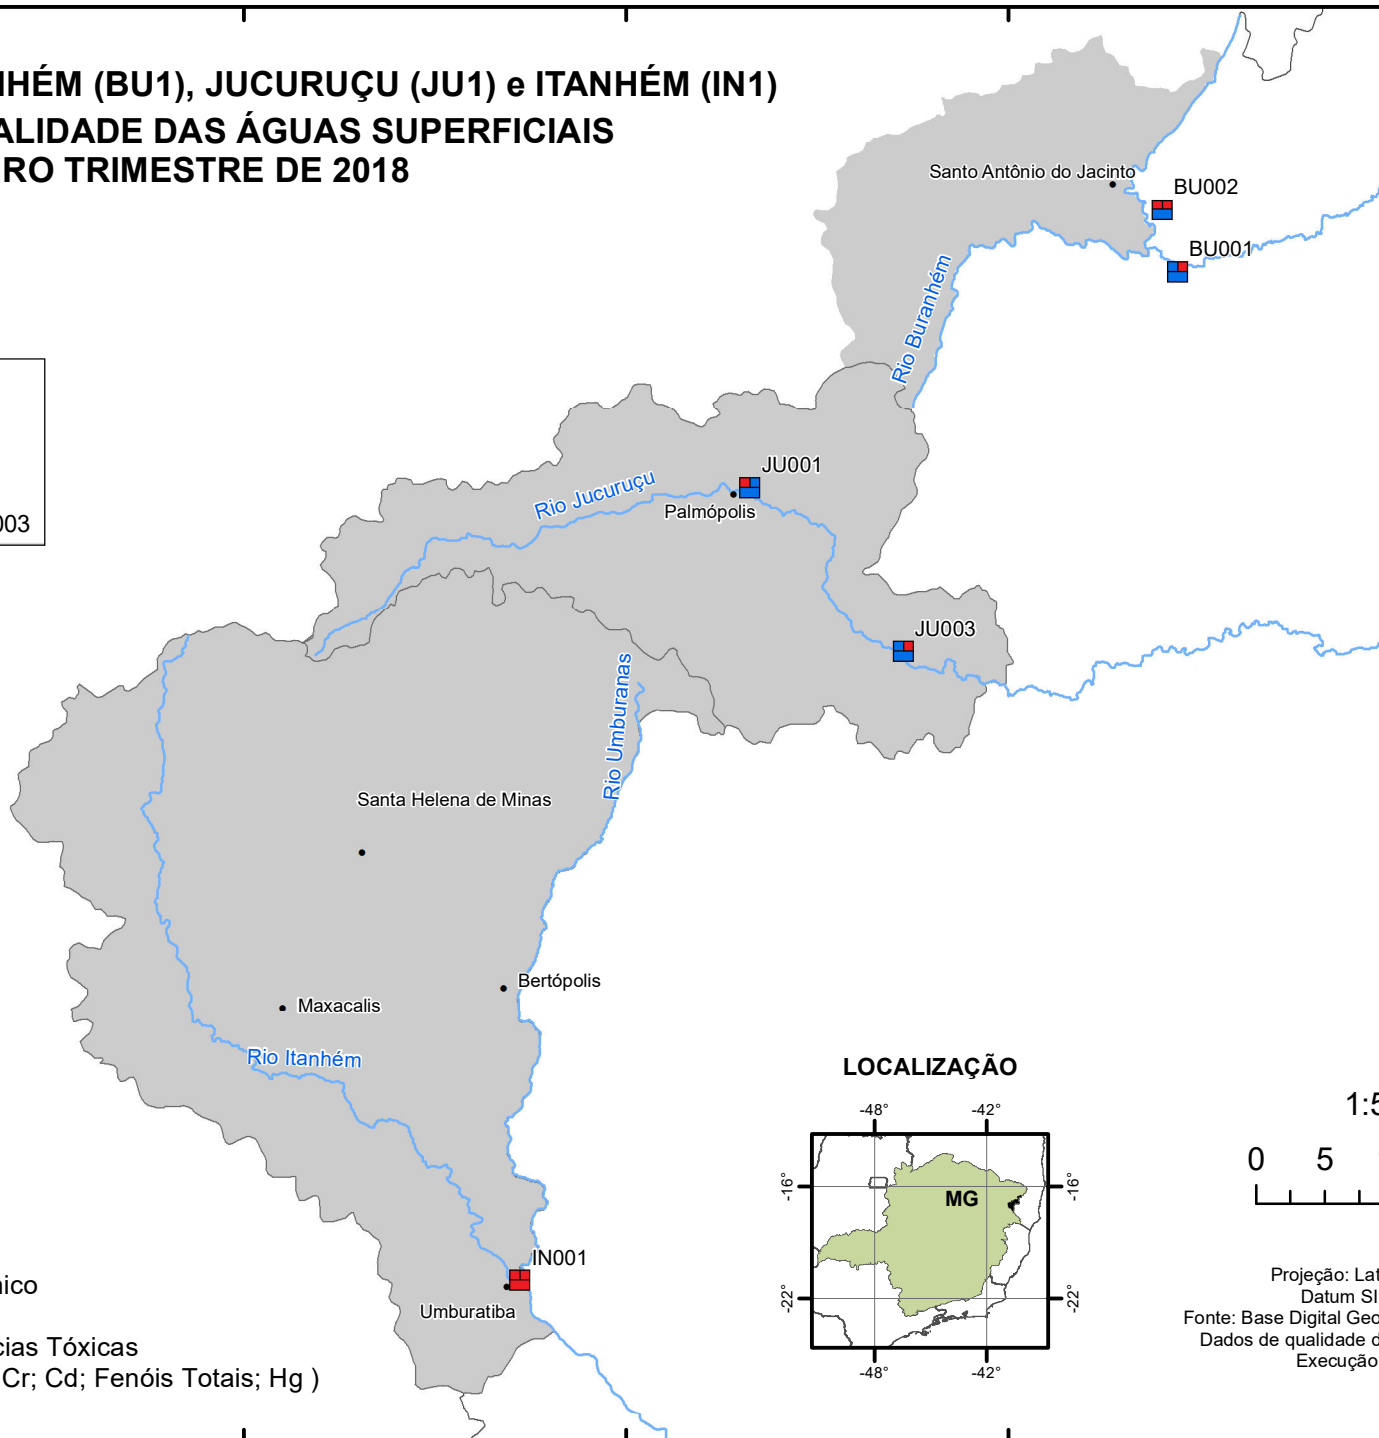 NHÉM (BU1), JUCURUÇU (JU1) e ITANHÉM (IN1)
ALIDADE DAS ÁGUAS SUPERFICIAIS
RO TRIMESTRE DE 2018
Santo Antônio do Jacinto
BU002
BU001
Rio Buranhém
003
JU001
Rio Jucuruçu
Palmópolis
JU003
Rio Umburanas
Santa Helena de Minas
Bertópolis
Maxacalis
Rio Itanhém
IN001
Umburatiba
LOCALIZAÇÃO
-48° -42°
-16° -16°
MG
-22° -22°
-48° -42°
1:5
0 5
Projeção: Lat
Datum SI
Fonte: Base Digital Geo
Dados de qualidade d
Execução
ico
cias Tóxicas
Cr; Cd; Fenóis Totais; Hg )